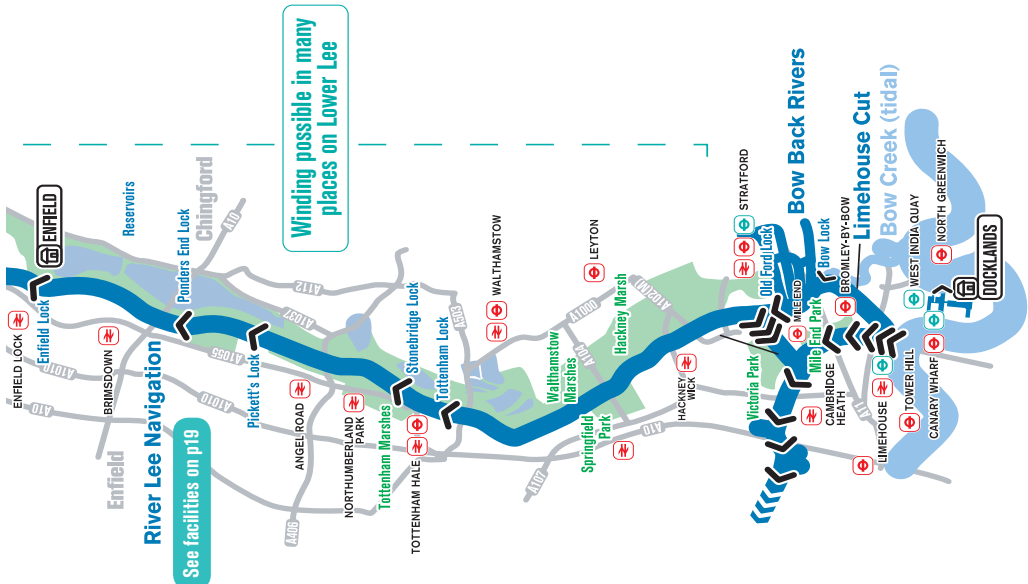 Winding possible in many
places on Lower Lee
ENFIELD
Reservoirs
Chingford
A10
Ponders End Lock
ENFIELD LOCK
Enfield Lock
A1010
A10
BRIMSDOWN
A1055
A1037
A112
Enfield
River Lee Navigation
See facilities on p19
Pickett's Lock
A1010
ANGEL ROAD
A406
NORTHUMBERLAND
PARK
Tottenham Marshes
TOTTENHAM HALE
Stonebridge Lock
Tottenham Lock
A503
WALTHAMSTOW
A107
Springfield
Park
Walthamstow
Marshes
A104
A1006
LEYTON
Hackney Marsh
A102(M)
A10
HACKNEY
WICK
Victoria Park
STRATFORD
Old Ford Lock
MILE END
Mile End Park
CAMBRIDGE
HEATH
Bow Back Rivers
Bow Lock
BROMLEY-BY-BOW
Limehouse Cut
Bow Creek (tidal)
LIMEHOUSE
TOWER HILL
CANARY WHARF
WEST INDIA QUAY
NORTH GREENWICH
DOCKLANDS